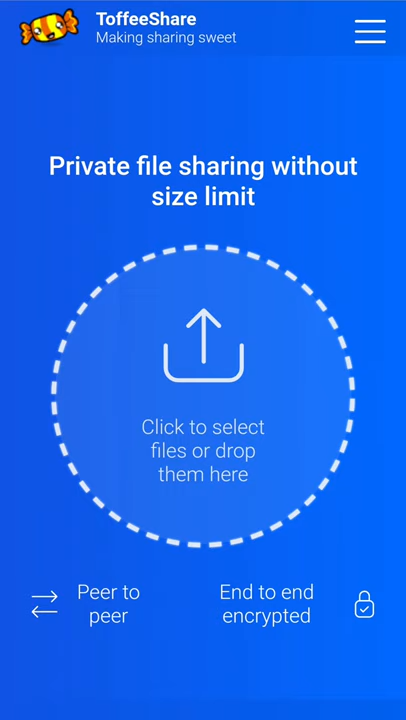 ToffeeShare
Making sharing sweet
Private file sharing without
size limit
Click to select
files or drop
them here
Peer to
peer
End to end
encrypted